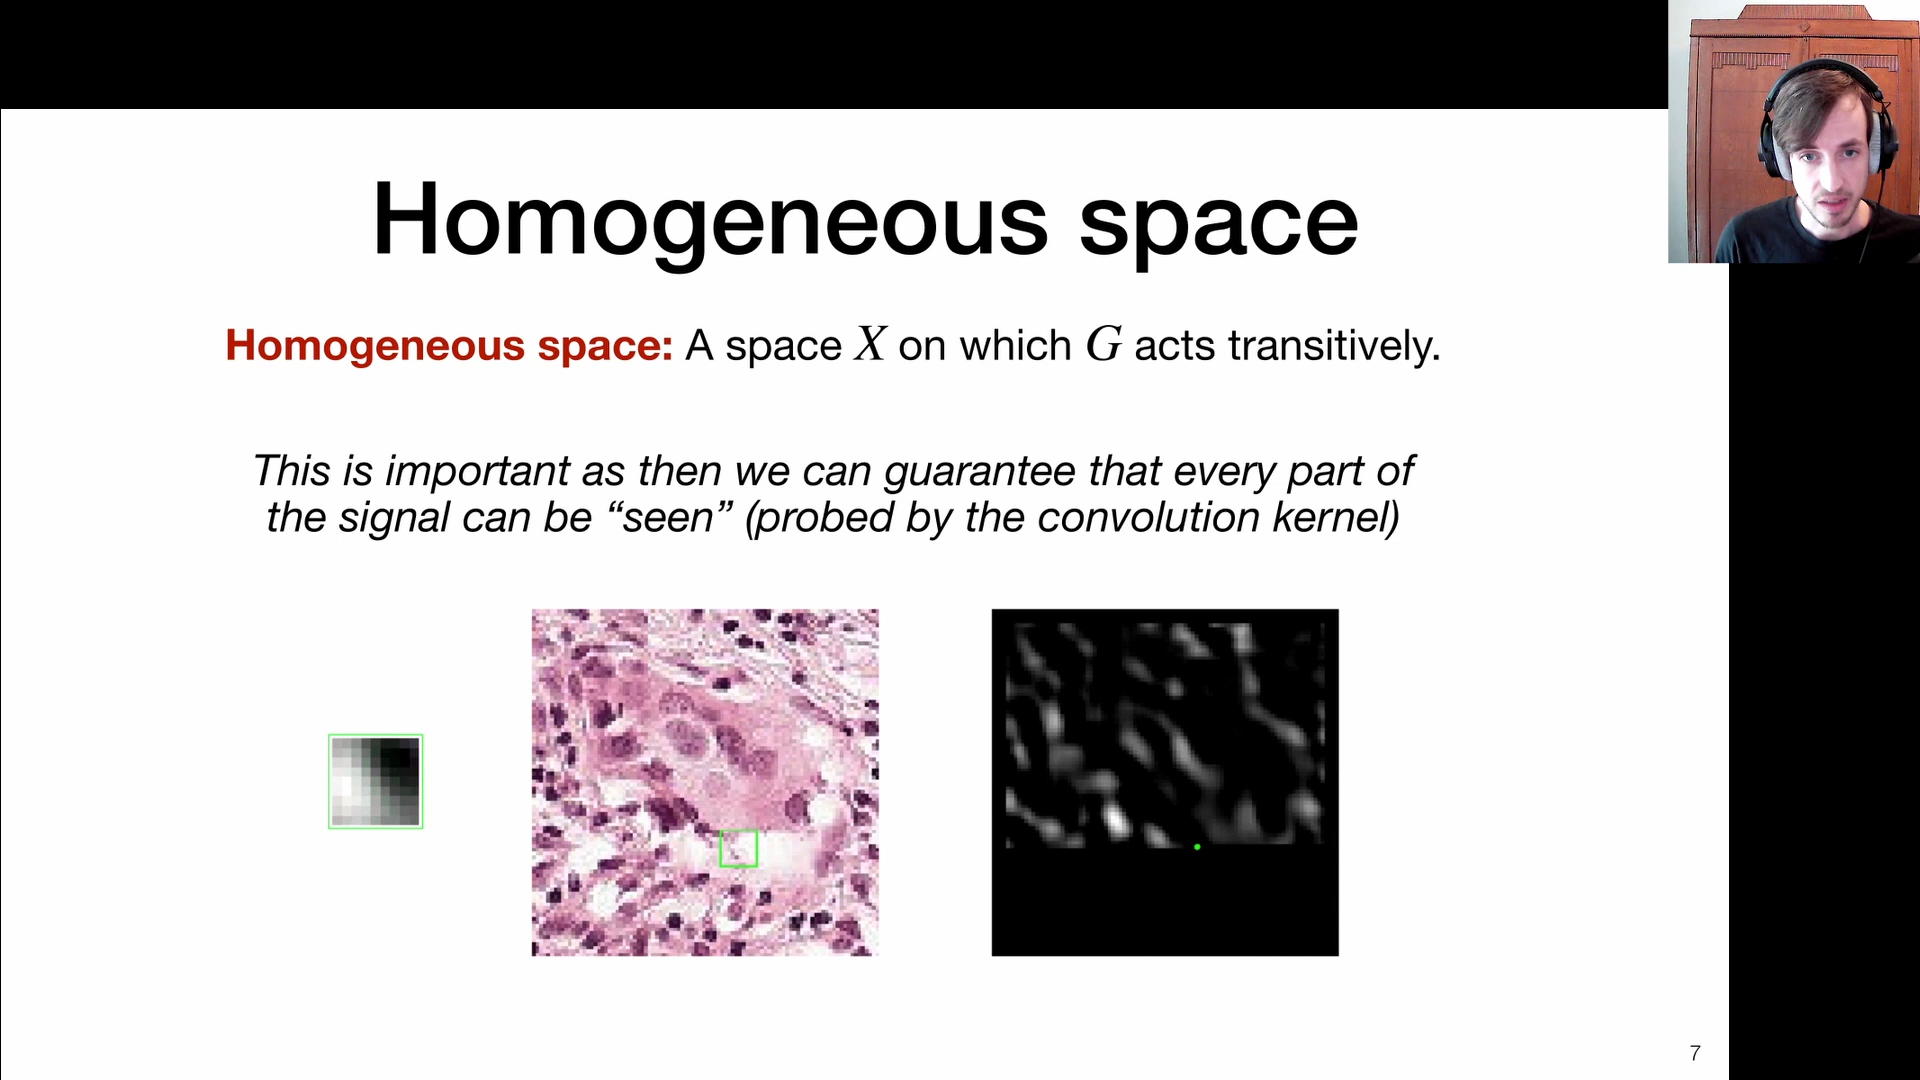 Homogeneous space
Homogeneous space: A space X on which G acts transitively.
This is important as then we can guarantee that every part of
the signal can be “seen” (probed by the convolution kernel)
7